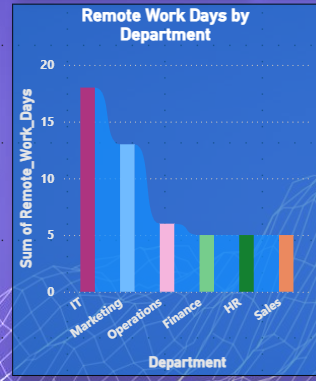 Remote Work Days by
Department
Sum of Remote_Work_Days
20
15
10
5
0
IT
Marketing
Operations
Finance
HR
Sales
Department